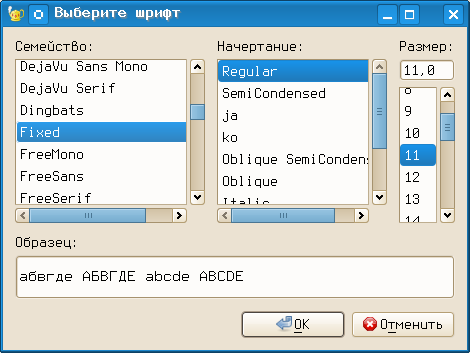 Выберите шрифт
Семейство:
DejaVu Sans Mono
DejaVu Serif
Dingbats
Fixed
FreeMono
FreeSans
FreeSerif
Начертание:
Regular
SemiCondensed
ja
ko
Oblique SemiConden
Oblique
Italic
Размер:
11,0
8
9
10
11
12
13
14
Образец:
абвгде АБВГДЕ abcde ABCDE
OK
Отменить